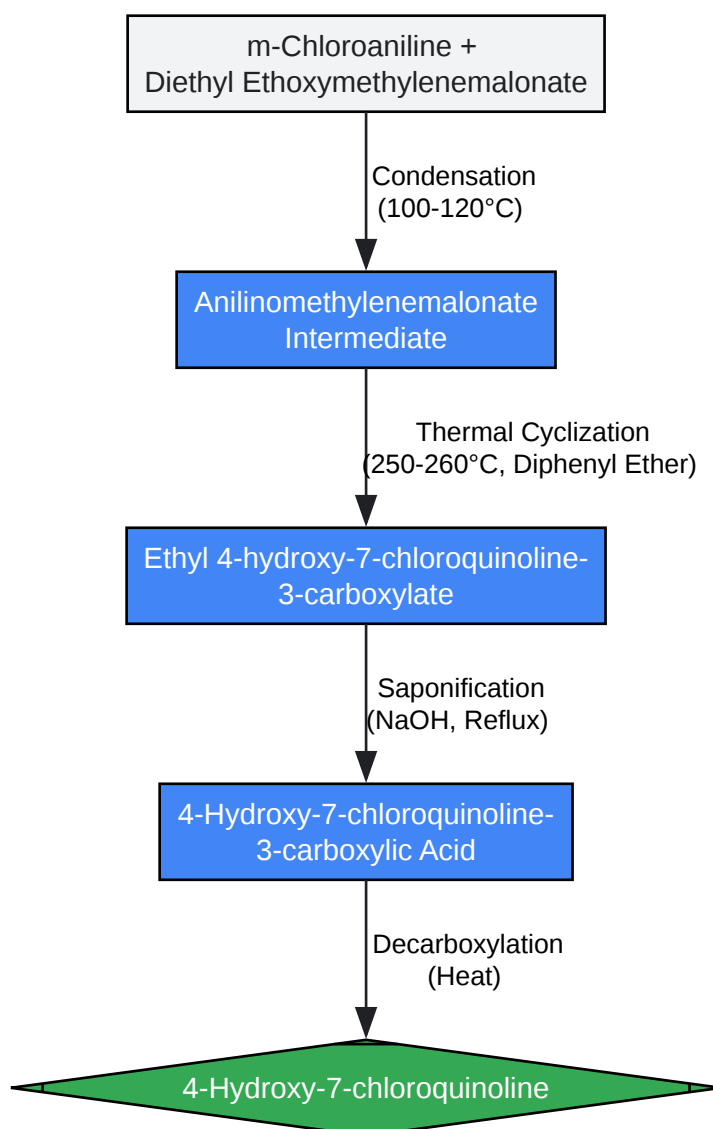 m-Chloroaniline +
Diethyl Ethoxymethylenemalonate
Condensation
(100-120°C)
Anilinomethylenemalonate
Intermediate
Thermal Cyclization
(250-260°C, Diphenyl Ether)
Ethyl 4-hydroxy-7-chloroquinoline-
3-carboxylate
Saponification
(NaOH, Reflux)
4-Hydroxy-7-chloroquinoline-
3-carboxylic Acid
Decarboxylation
(Heat)
4-Hydroxy-7-chloroquinoline